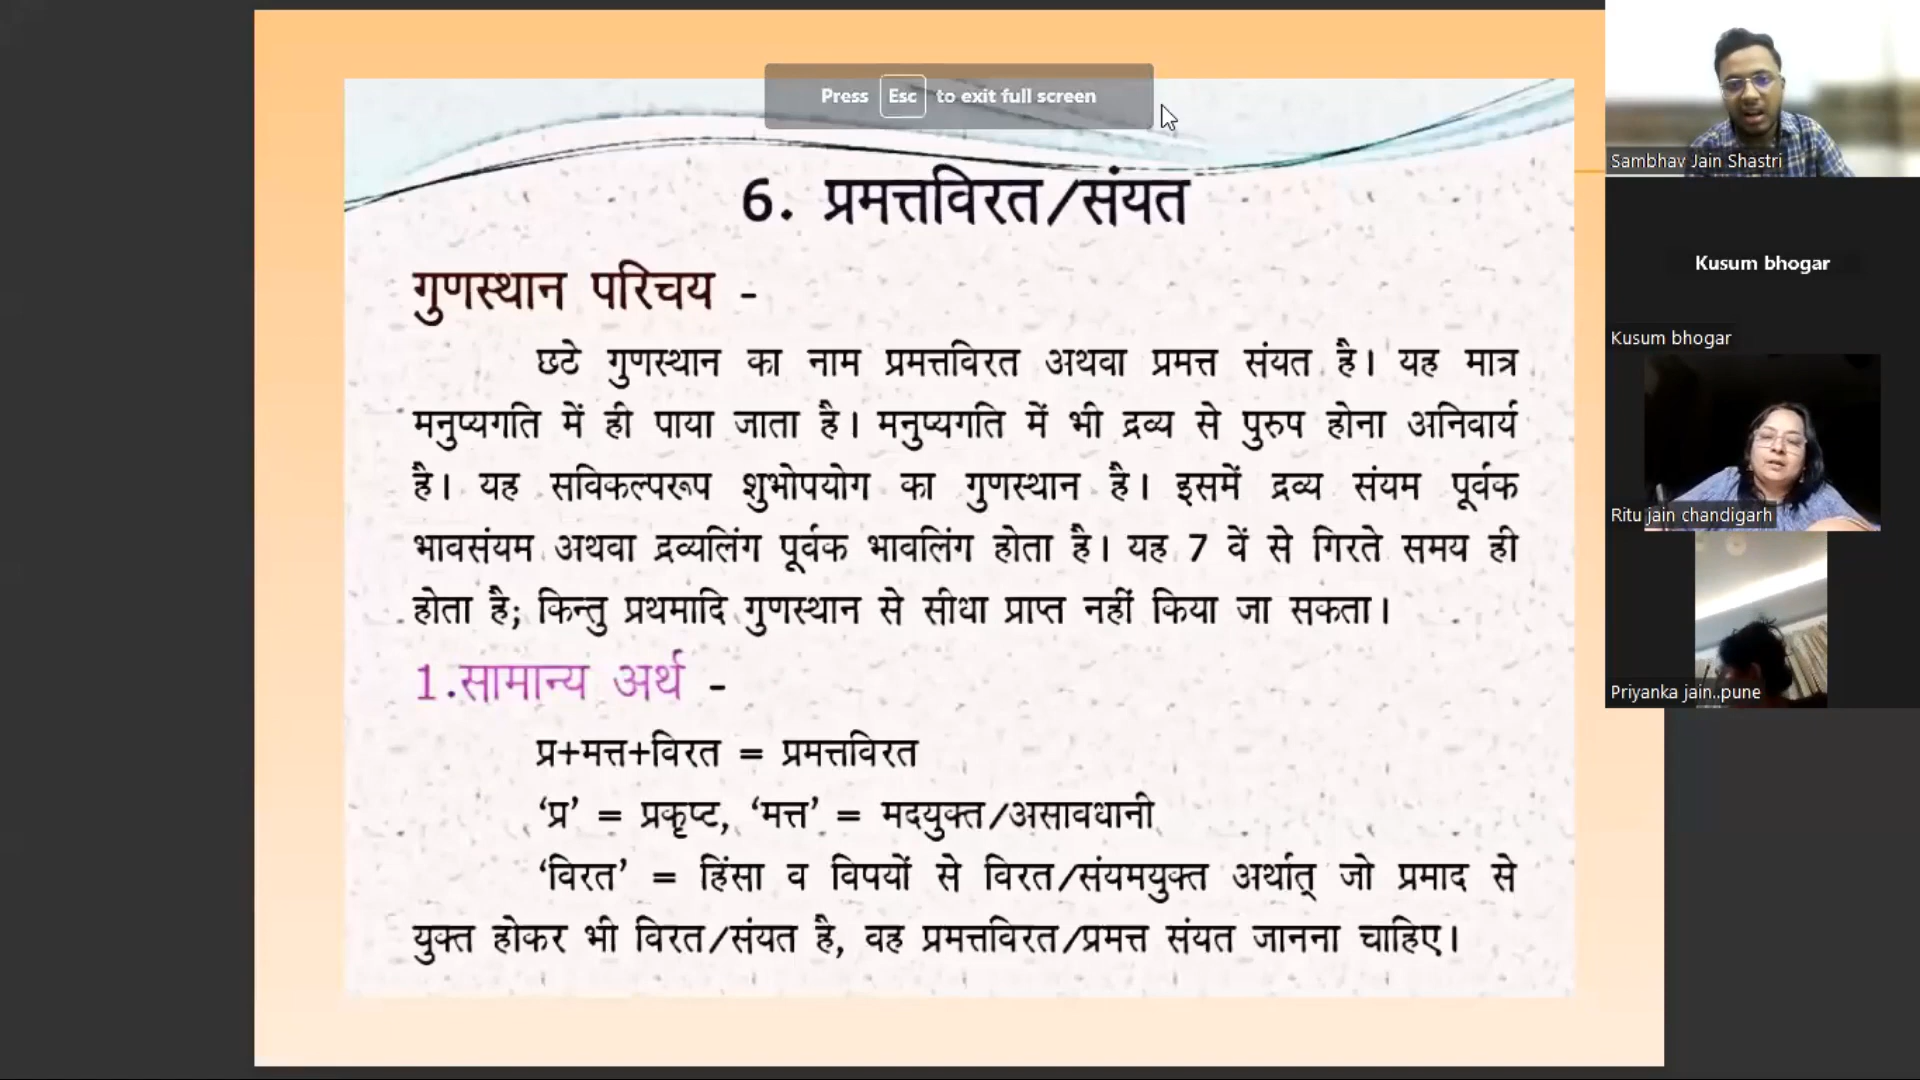 Press Esc to exit full screen
6. प्रमत्तविरत/संयत
गुणस्थान परिचय -
छटे गुणस्थान का नाम प्रमत्तविरत अथवा प्रमत्त संयत है। यह मात्र
मनुष्यगति में ही पाया जाता है। मनुष्यगति में भी द्रव्य से पुरुष होना अनिवार्य
है। यह सविकल्परूप शुभोपयोग का गुणस्थान है। इसमें द्रव्य संयम पूर्वक
भावसंयम अथवा द्रव्यलिंग पूर्वक भावलिंग होता है। यह 7 वें से गिरते समय ही
होता है; किन्तु प्रथमादि गुणस्थान से सीधा प्राप्त नहीं किया जा सकता।
1.सामान्य अर्थ -
प्र+मत्त+विरत = प्रमत्तविरत
‘प्र’ = प्रकृष्ट, ‘मत्त’ = मदयुक्त/असावधानी
‘विरत’ = हिंसा व विषयों से विरत/संयमयुक्त अर्थात् जो प्रमाद से
युक्त होकर भी विरत/संयत है, वह प्रमत्तविरत/प्रमत्त संयत जानना चाहिए।
Sambhav Jain Shastri
Kusum bhogar
Kusum bhogar
Ritu jain chandigarh
Priyanka jain..pune